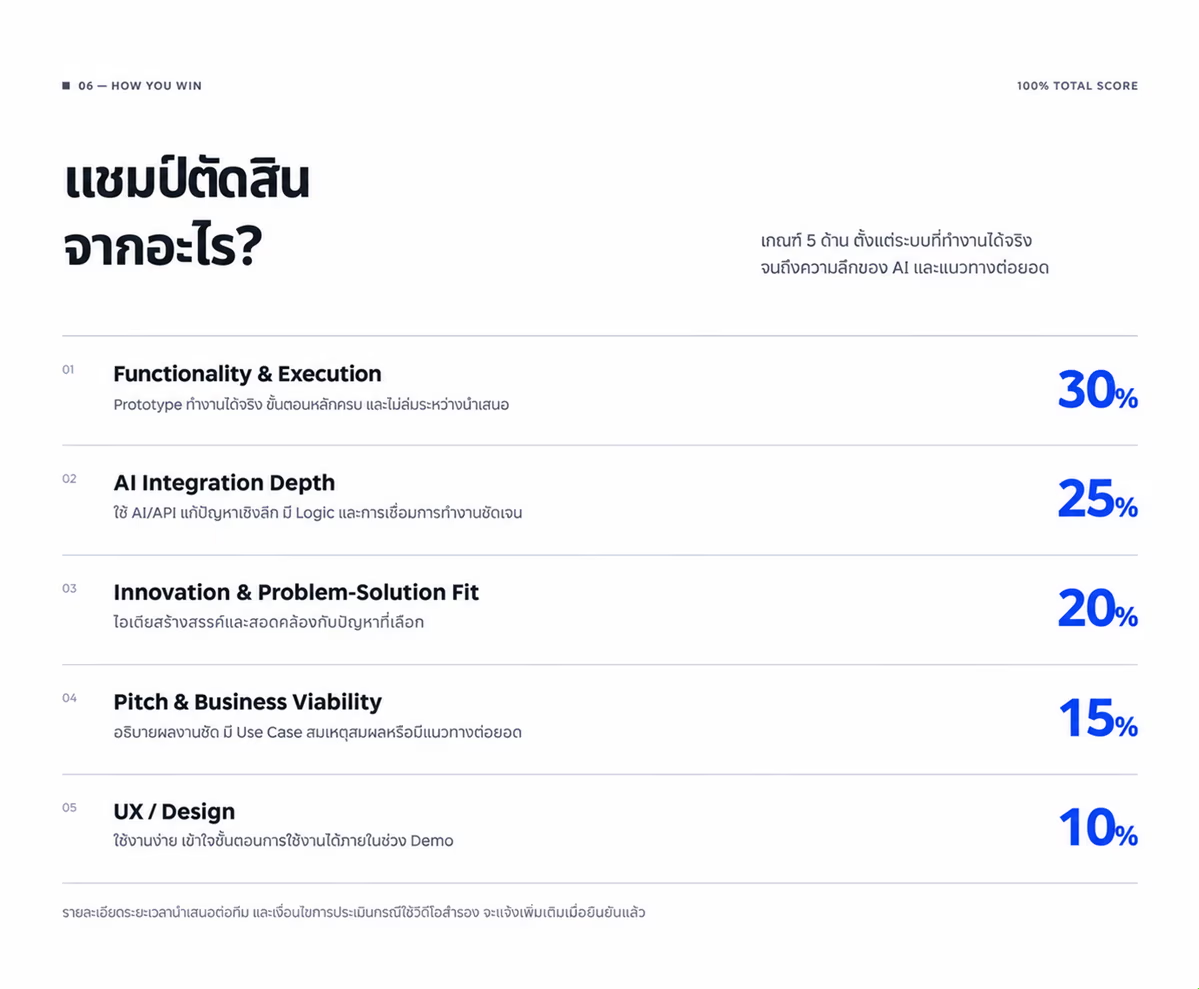 06 — HOW YOU WIN
100% TOTAL SCORE
แชมป์ตัดสิน
จากอะไร?
เกณฑ์ 5 ด้าน ตั้งแต่ระบบที่ทำงานได้จริง
จนถึงความลึกของ AI และแนวทางต่อยอด
01
Functionality & Execution
Prototype ทำงานได้จริง ขั้นตอนหลักครบ และไม่ล่มระหว่างนำเสนอ
30%
02
AI Integration Depth
ใช้ AI/API แก้ปัญหาเชิงลึก มี Logic และการเชื่อมการทำงานชัดเจน
25%
03
Innovation & Problem-Solution Fit
ไอเดียสร้างสรรค์และสอดคล้องกับปัญหาที่เลือก
20%
04
Pitch & Business Viability
อธิบายผลงานชัด มี Use Case สมเหตุสมผลหรือมีแนวทางต่อยอด
15%
05
UX / Design
ใช้งานง่าย เข้าใจขั้นตอนการใช้งานได้ภายในช่วง Demo
10%
รายละเอียดระยะเวลานำเสนอต่อทีม และเงื่อนไขการประเมินกรณีใช้วีดีโอสำรอง จะแจ้งเพิ่มเติมเมื่อยืนยันแล้ว